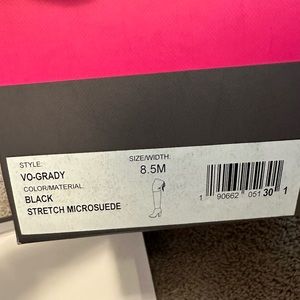 STYLE: SIZE/WIDTH:
VO-GRADY 8.5M
COLOR/MATERIAL:
BLACK
STRETCH MICROSUEDE
1 90662 05130 1